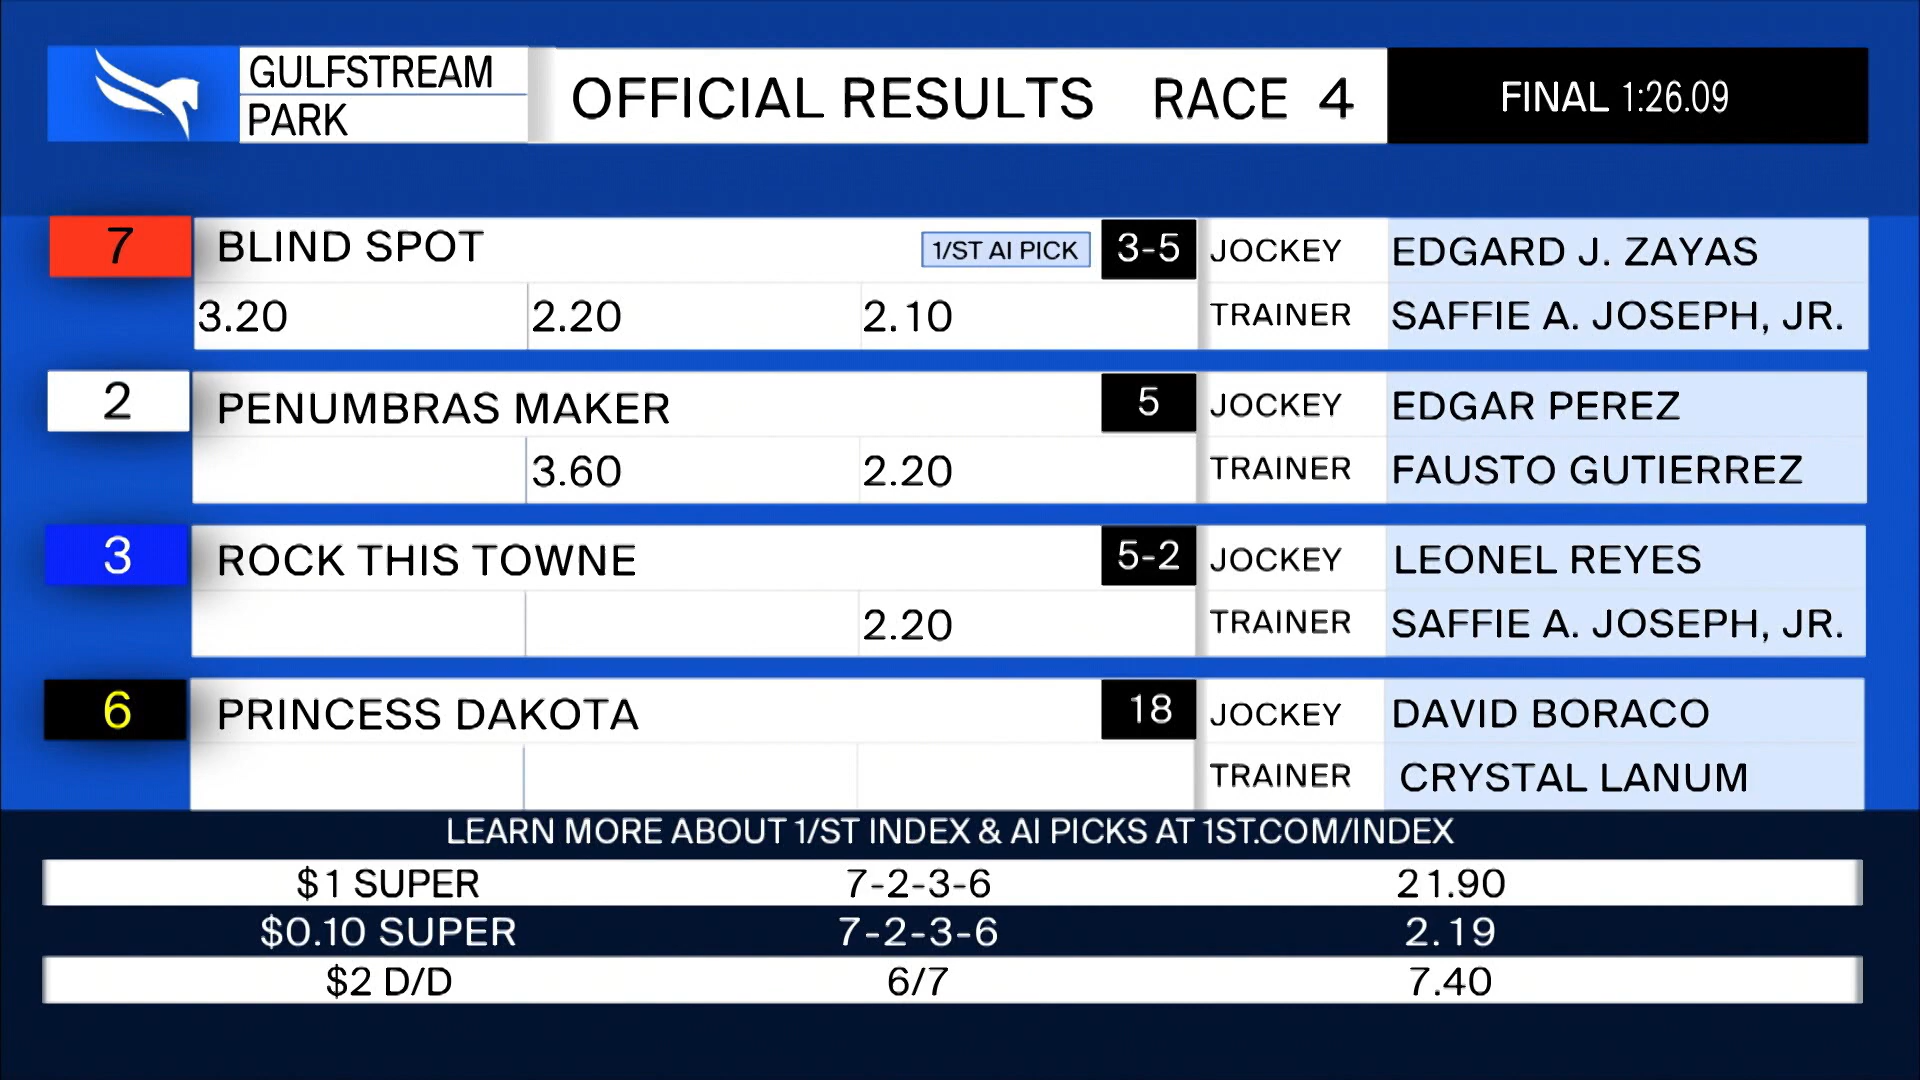 GULFSTREAM
PARK
OFFICIAL RESULTS RACE 4
FINAL 1:26.09
7 BLIND SPOT 1/ST AI PICK 3-5 JOCKEY EDGARD J. ZAYAS
3.20 2.20 2.10 TRAINER SAFFIE A. JOSEPH, JR.
2 PENUMBRAS MAKER 5 JOCKEY EDGAR PEREZ
3.60 2.20 TRAINER FAUSTO GUTIERREZ
3 ROCK THIS TOWNE 5-2 JOCKEY LEONEL REYES
2.20 TRAINER SAFFIE A. JOSEPH, JR.
6 PRINCESS DAKOTA 18 JOCKEY DAVID BORACO
TRAINER CRYSTAL LANUM
LEARN MORE ABOUT 1/ST INDEX & AI PICKS AT 1ST.COM/INDEX
$1 SUPER 7-2-3-6 21.90
$0.10 SUPER 7-2-3-6 2.19
$2 D/D 6/7 7.40